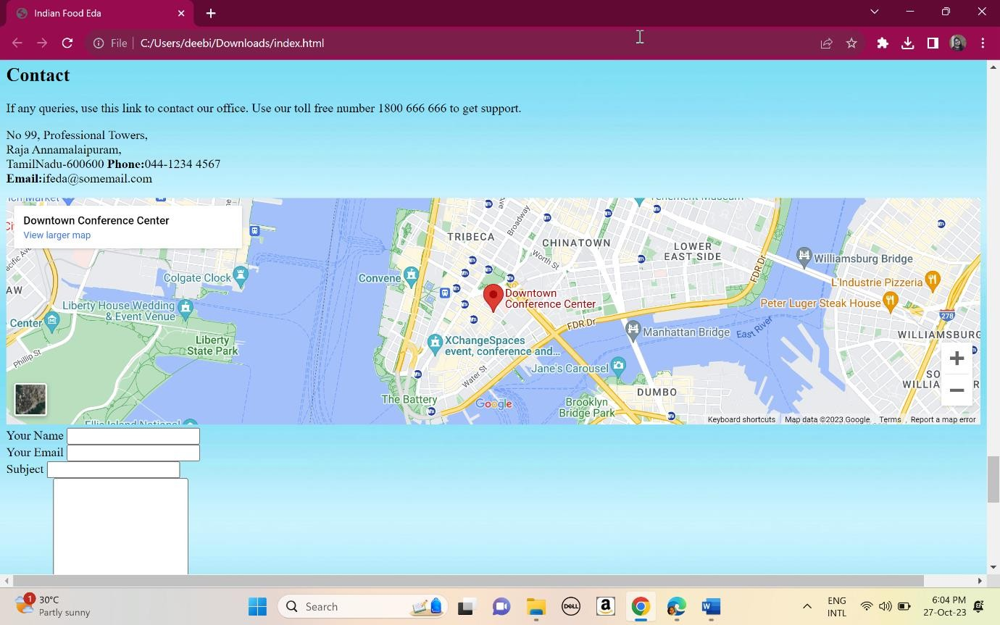 Indian Food Eda
File
C:/Users/deebi/Downloads/index.html
Contact
If any queries, use this link to contact our office. Use our toll free number 1800 666 666 to get support.
No 99, Professional Towers,
Raja Annamalaipuram,
TamilNadu-600600 Phone:044-1234 4567
Email:ifeda@somemail.com
Downtown Conference Center
View larger map
TRIBECA
Broadway
CHINATOWN
Worth St
LOWER
EAST SIDE
FDR Dr
Williamsburg Bridge
Colgate Clock
Convene
L'Industrie Pizzeria
Downtown
Conference Center
Peter Luger Steak House
Liberty House Wedding
& Event Venue
Center
278
FDR Dr
Manhattan Bridge
East River
WILLIAMSBURG
Liberty
State Park
XChangeSpaces
event, conference and...
Phillip St
Water St
Jane's Carousel
SO
WILLIA
R
DUMBO
The Battery
Google
Brooklyn
Bridge Park
Keyboard shortcuts
Map data ©2023 Google
Terms
Report a map error
Your Name
Your Email
Subject
1
30°C
Partly sunny
Search
DELL
a
W
ENG
INTL
6:04 PM
27-Oct-23